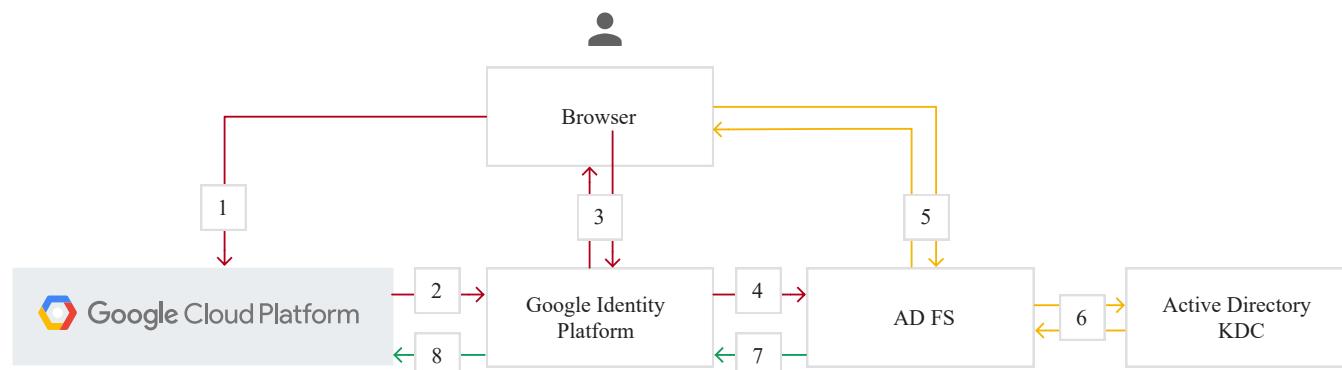 Browser
1
3
5
Google Cloud Platform
2
Google Identity
Platform
4
AD FS
6
Active Directory
KDC
8
7